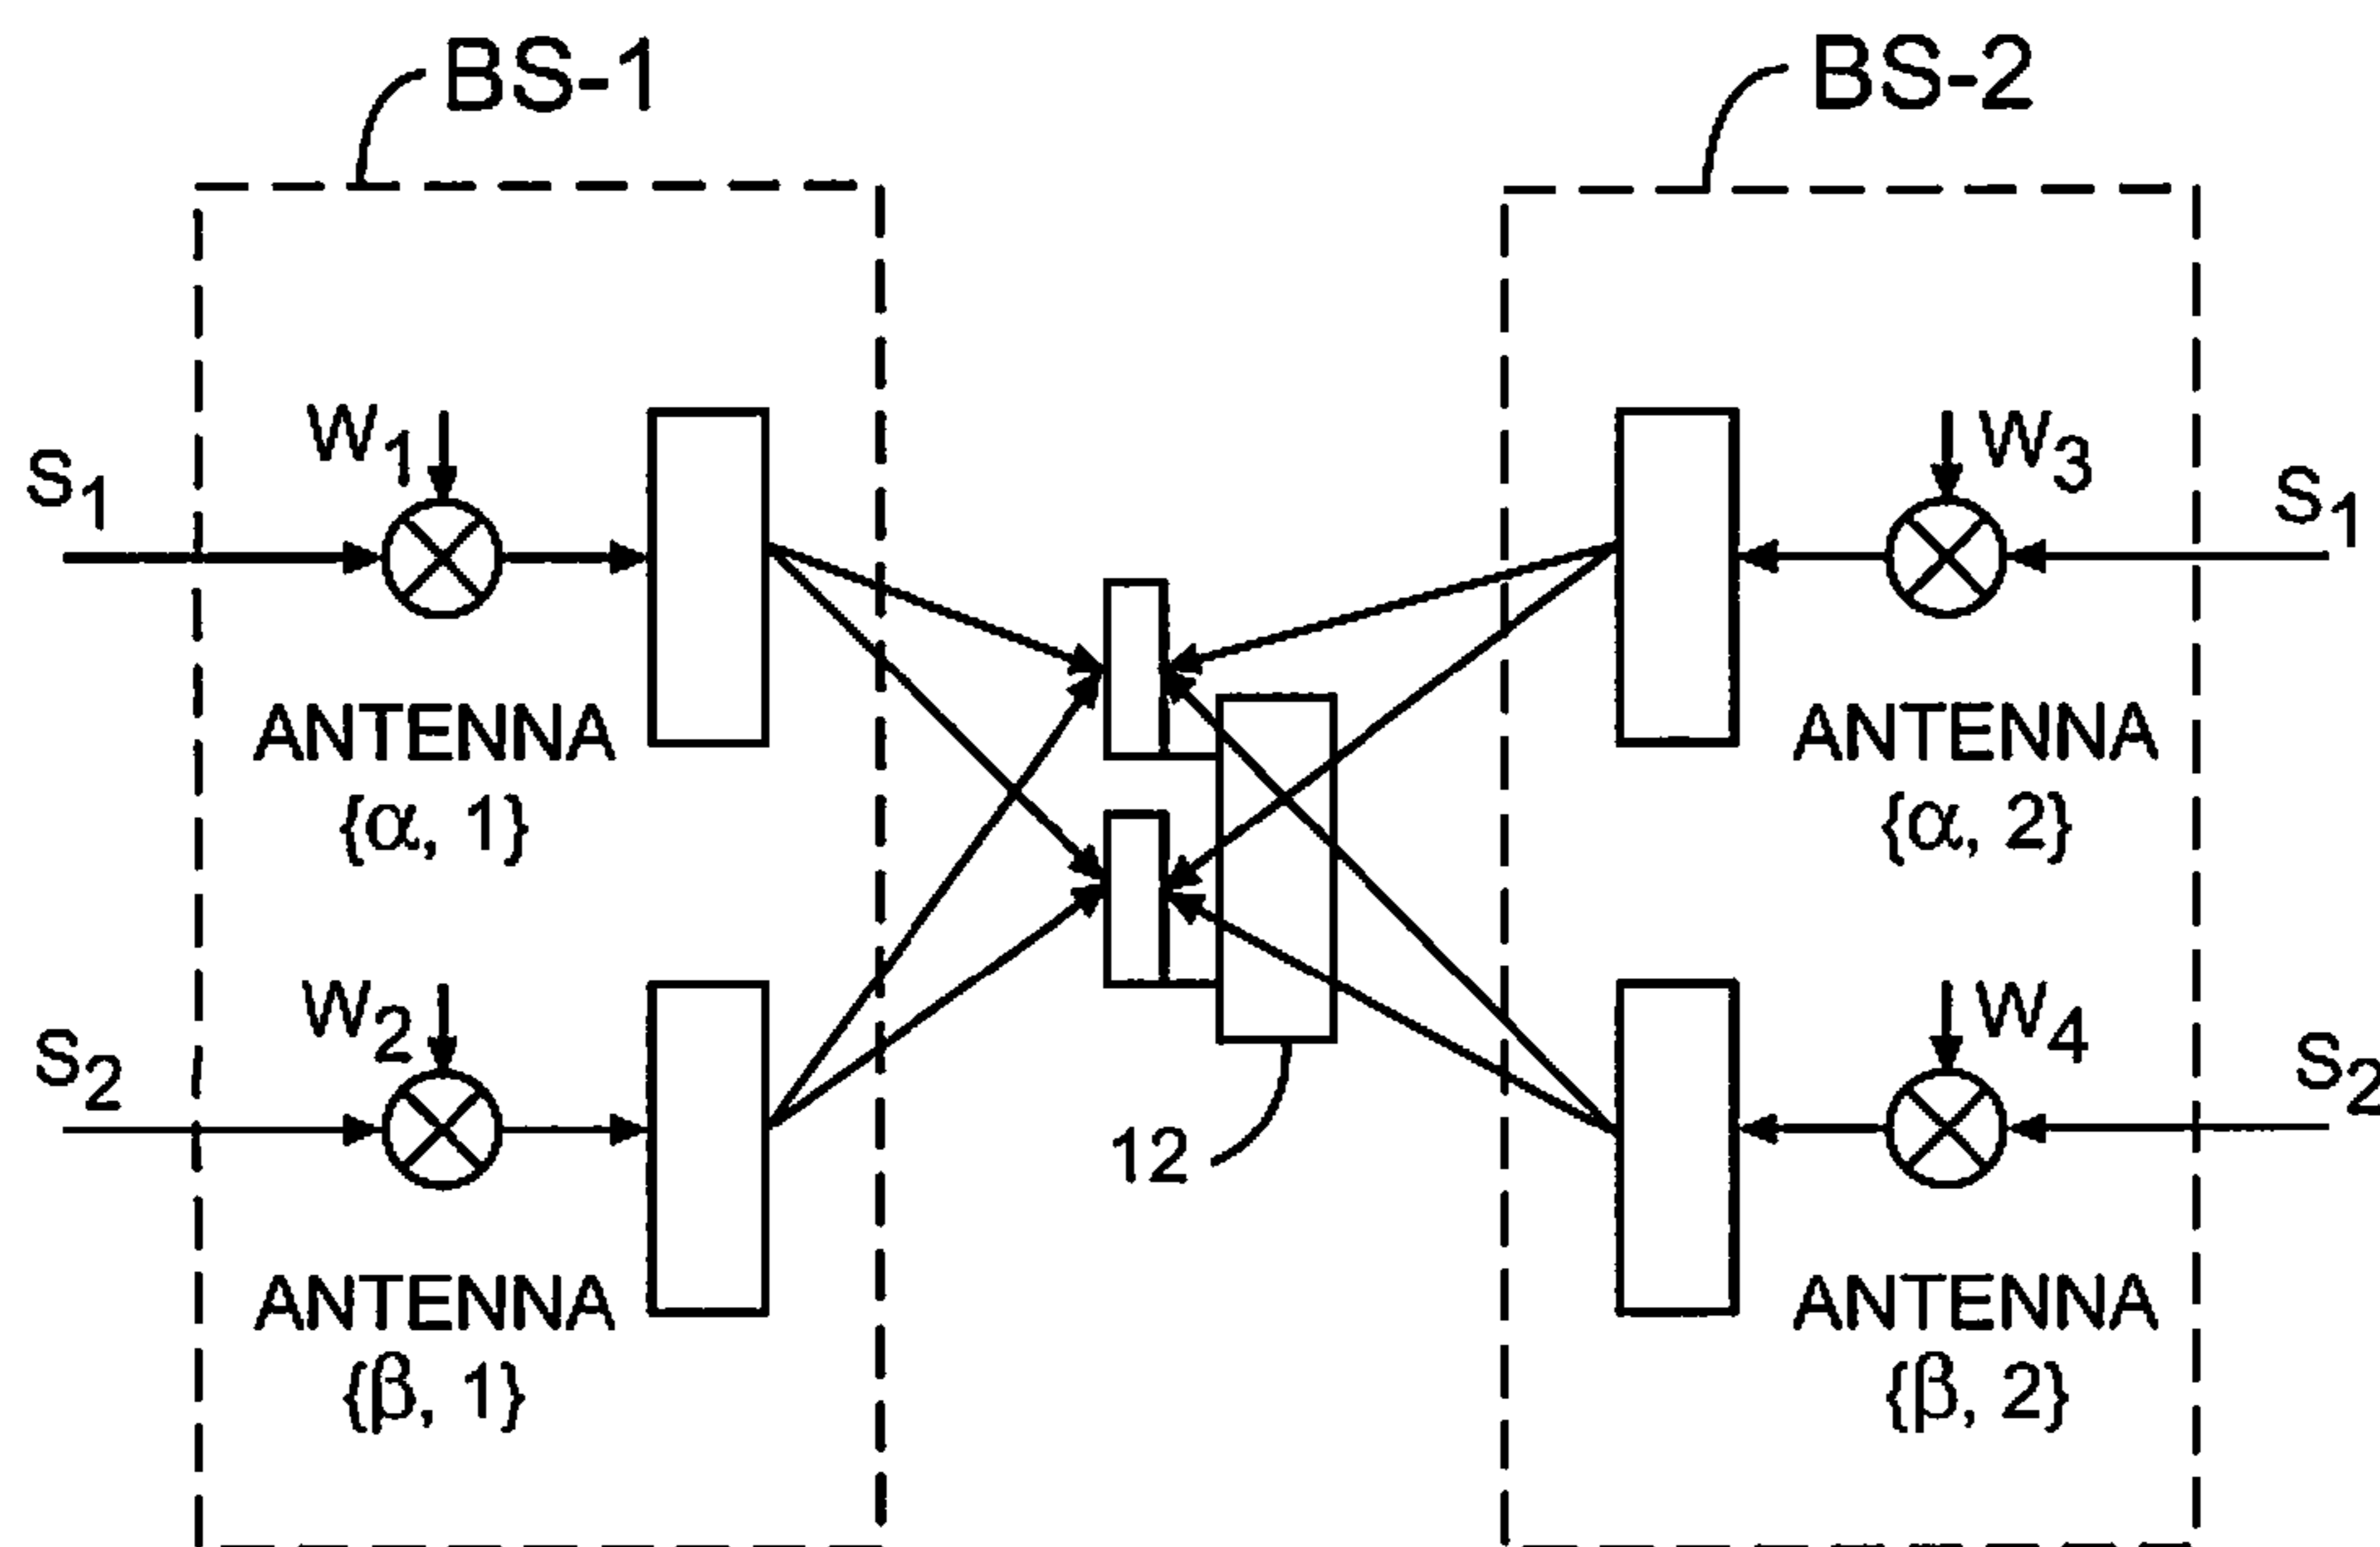 BS-1
BS-2
W1
W3
S1
S1
ANTENNA
{α, 1}
ANTENNA
{α, 2}
W2
W4
S2
S2
12
ANTENNA
{β, 1}
ANTENNA
{β, 2}